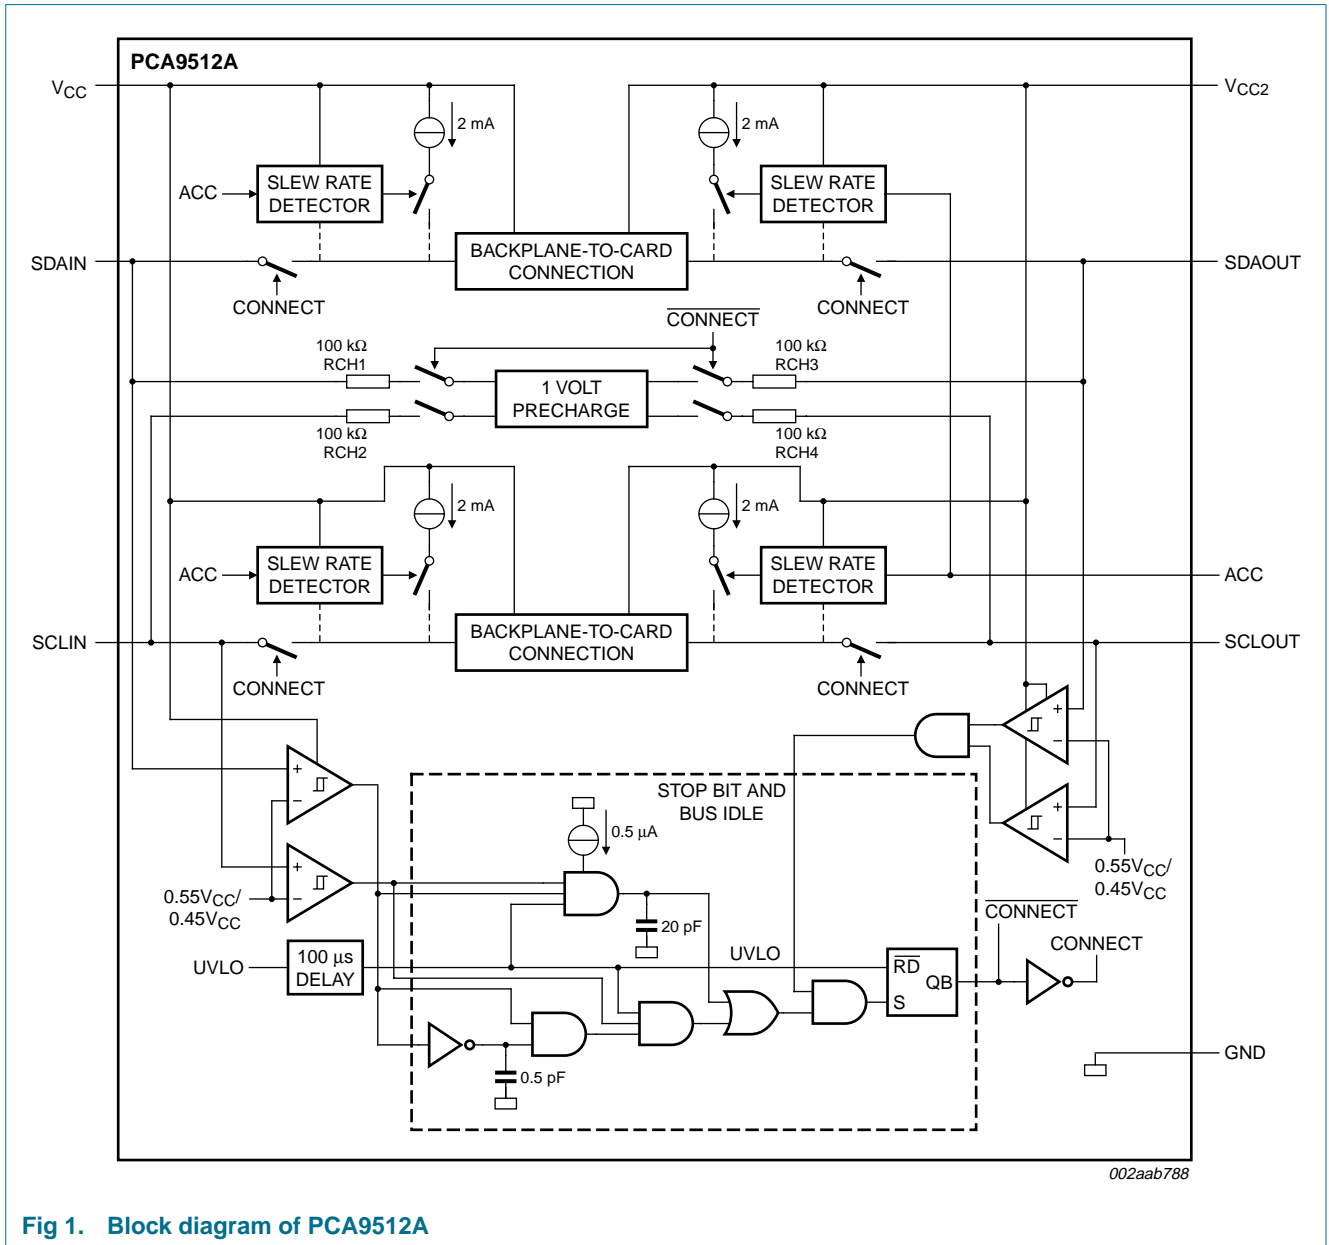 PCA9512A
VCC
VCC2
2 mA
2 mA
ACC
SLEW RATE
DETECTOR
SLEW RATE
DETECTOR
SDAIN
BACKPLANE-TO-CARD
CONNECTION
SDAOUT
CONNECT
CONNECT
CONNECT
100 kΩ
RCH1
100 kΩ
RCH3
1 VOLT
PRECHARGE
100 kΩ
RCH2
100 kΩ
RCH4
2 mA
2 mA
ACC
SLEW RATE
DETECTOR
SLEW RATE
DETECTOR
ACC
SCLIN
BACKPLANE-TO-CARD
CONNECTION
SCLOUT
CONNECT
CONNECT
+
−
+
−
STOP BIT AND
BUS IDLE
0.5 μA
+
−
+
−
0.55VCC/
0.45VCC
0.55VCC/
0.45VCC
20 pF
CONNECT
CONNECT
UVLO
100 μs
DELAY
UVLO
RD
QB
S
0.5 pF
GND
002aab788
Fig 1. Block diagram of PCA9512A